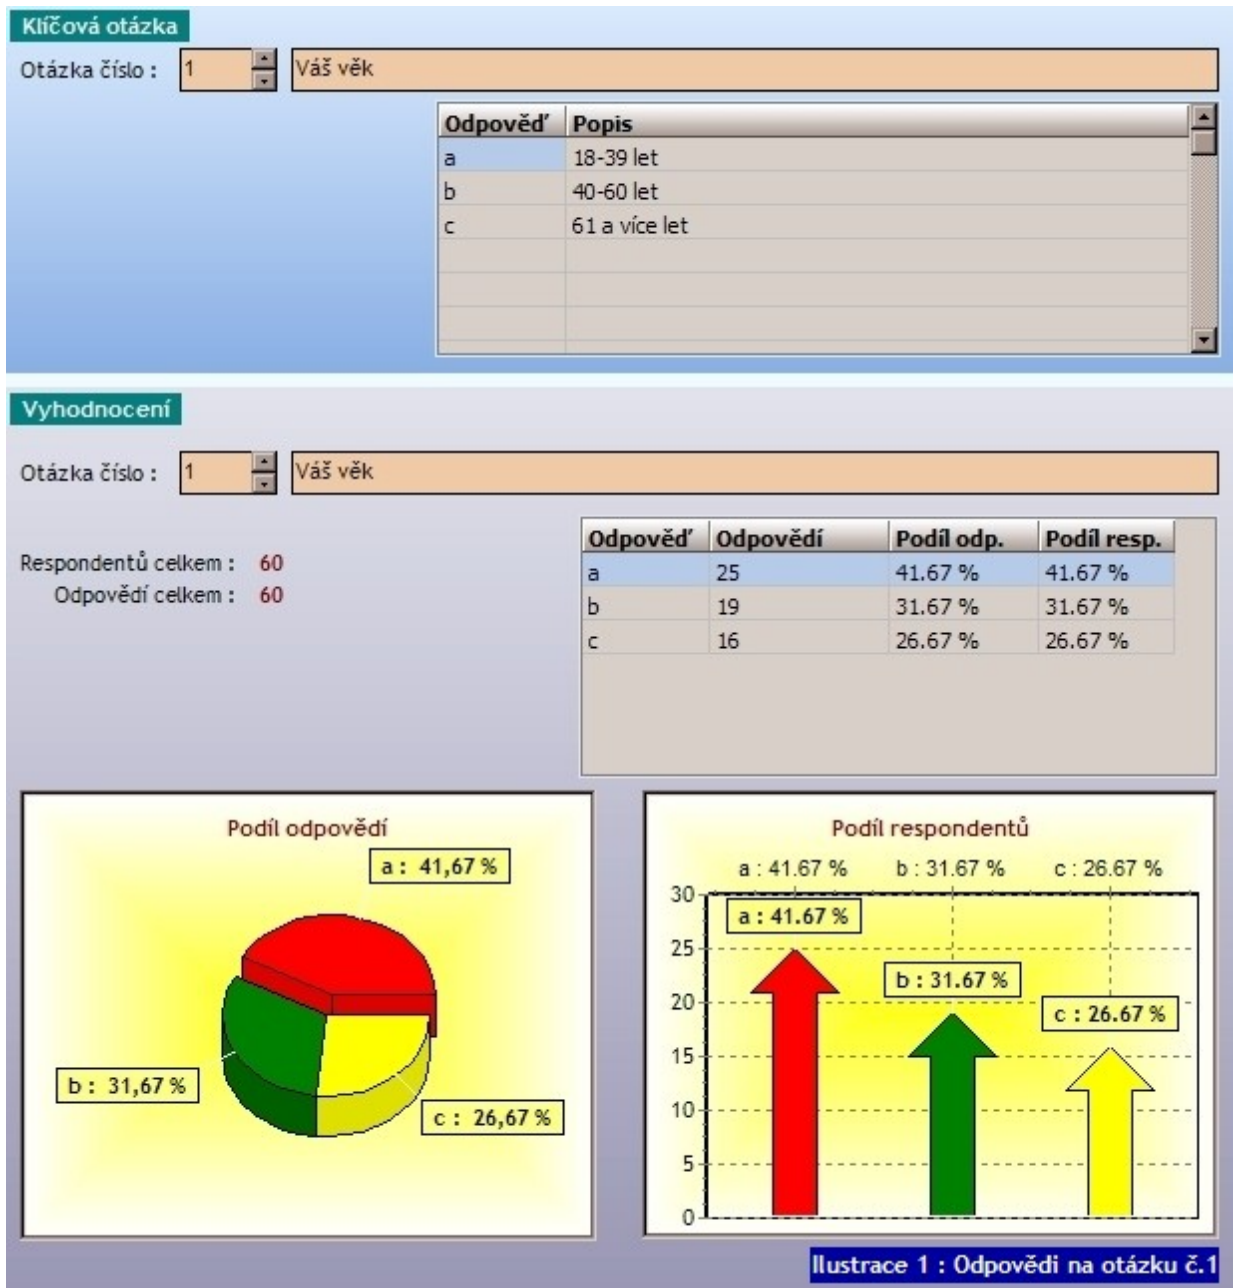 Klíčová otázka
Otázka číslo : 1 Váš věk
Odpověď Popis
a 18-39 let
b 40-60 let
c 61 a více let
Vyhodnocení
Otázka číslo : 1 Váš věk
Respondentů celkem : 60
Odpovědí celkem : 60
Odpověď Odpovědí Podíl odp. Podíl resp.
a 25 41.67 % 41.67 %
b 19 31.67 % 31.67 %
c 16 26.67 % 26.67 %
Podíl odpovědí
a : 41,67 %
b : 31,67 %
c : 26,67 %
Podíl respondentů
a : 41.67 % b : 31.67 % c : 26.67 %
30
a : 41.67 %
25
b : 31.67 %
20
c : 26.67 %
15
10
5
0
Ilustrace 1 : Odpovědi na otázku č.1